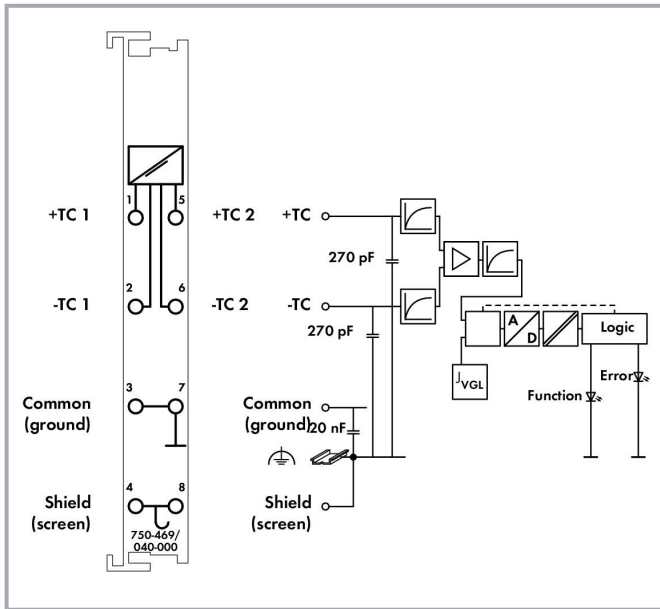 1
5
+TC 1
+TC 2
+TC
270 pF
2
6
-TC 1
-TC 2
-TC
270 pF
A
D
Logic
JVGL
Error
Function
3
7
Common
(ground)
Common
(ground)
20 nF
4
8
Shield
(screen)
Shield
(screen)
750-469/
040-000